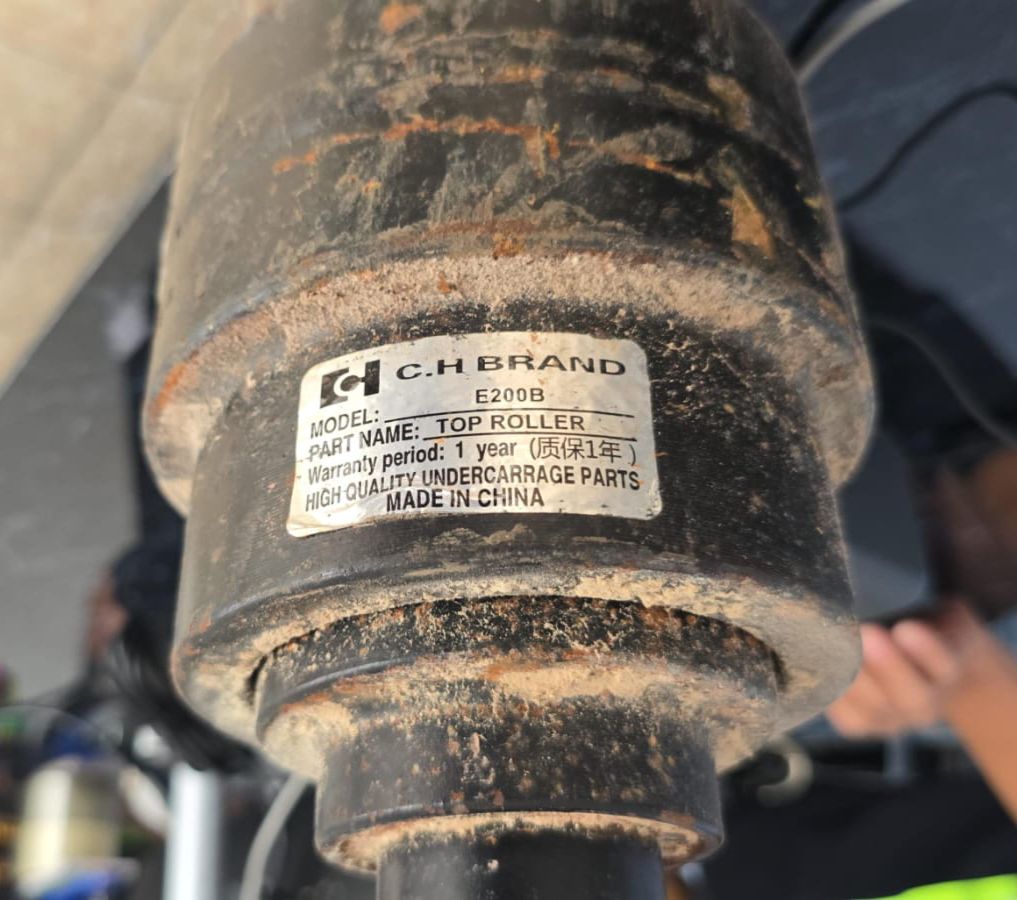 CH C.H BRAND
MODEL: E200B
PART NAME: TOP ROLLER
Warranty period: 1 year (质保1年)
HIGH QUALITY UNDERCARRAGE PARTS
MADE IN CHINA